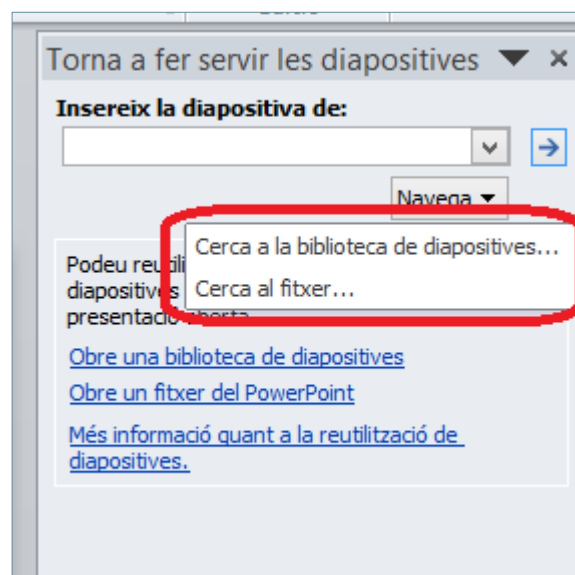 Torna a fer servir les diapositives
Insereix la diapositiva de:
Navega
Cerca a la biblioteca de diapositives...
Cerca al fitxer...
Podeu reutili
diapositives
presentació oberta
Obre una biblioteca de diapositives
Obre un fitxer del PowerPoint
Més informació quant a la reutilització de
diapositives.